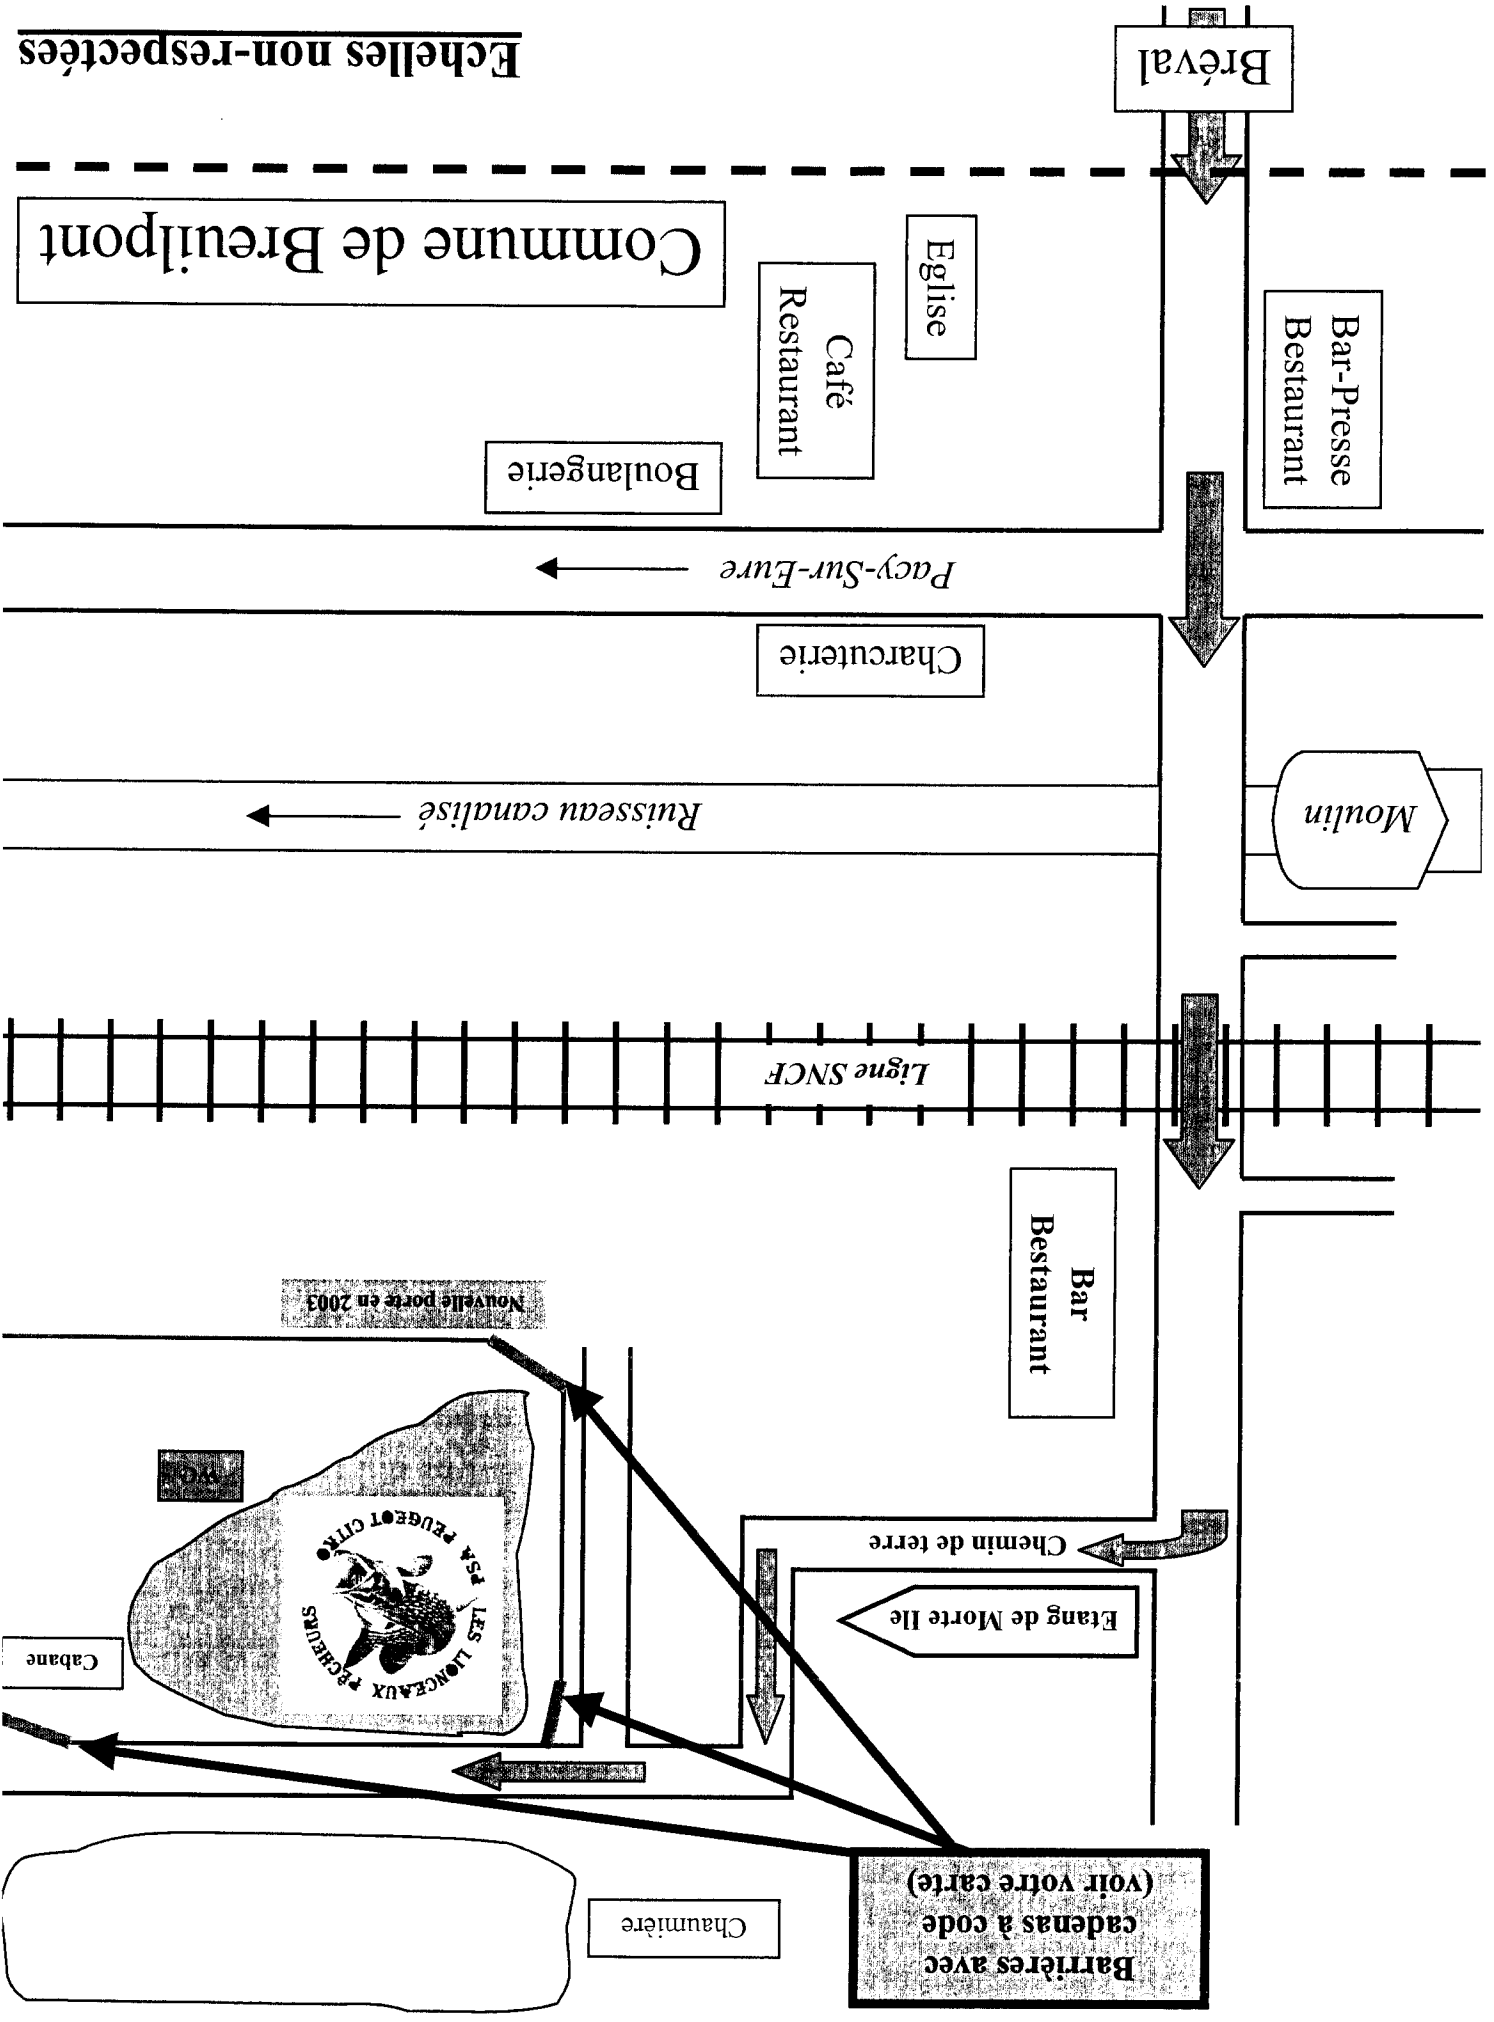 Barrières avec
cadenas à code
(voir votre carte)
Chaumière
Cabane
Etang de Morte Ile
LES LIONCEAUX PÊCHEURS
PSA PEUGEOT CITRO
Chemin de terre
WC
Nouvelle porte en 2003
Bar
Bestaurant
Ligne SNCF
Moulin
Ruisseau canalisé
Charcuterie
Pacy-Sur-Eure
Boulangerie
Bar-Presse
Bestaurant
Café
Restaurant
Eglise
Commune de Breuilpont
Bréval
Echelles non-respectées